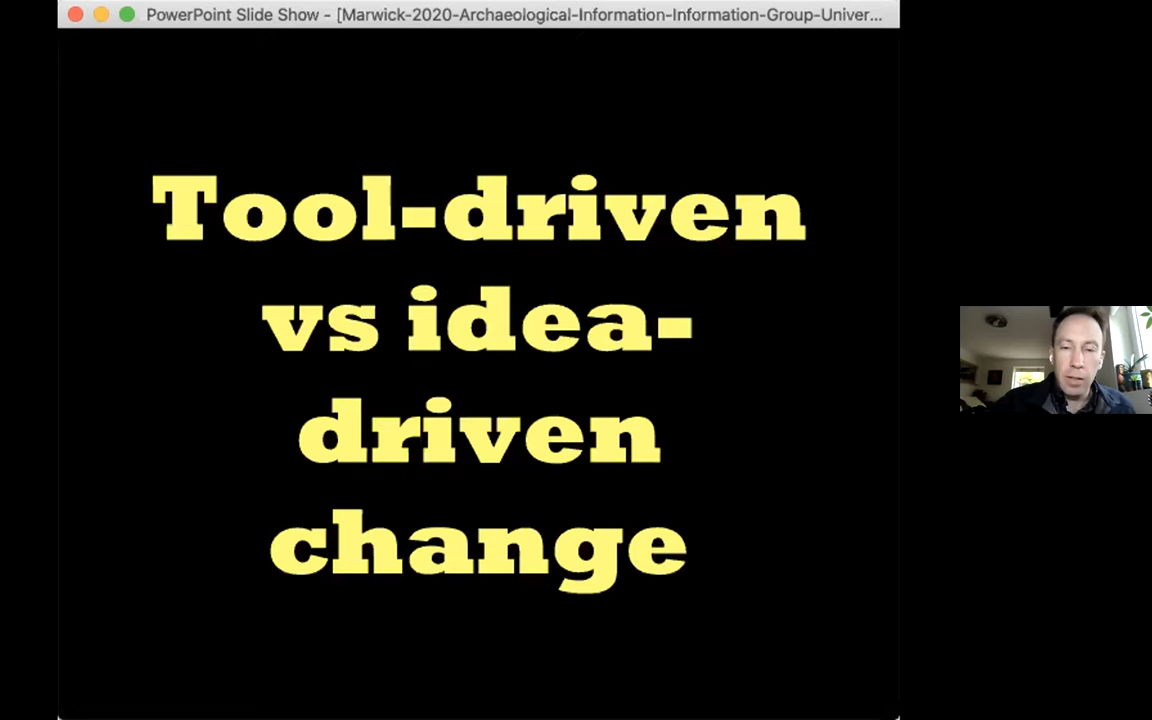 PowerPoint Slide Show - [Marwick-2020-Archaeological-Information-Information-Group-Univer...
Tool-driven
vs idea-
driven
change